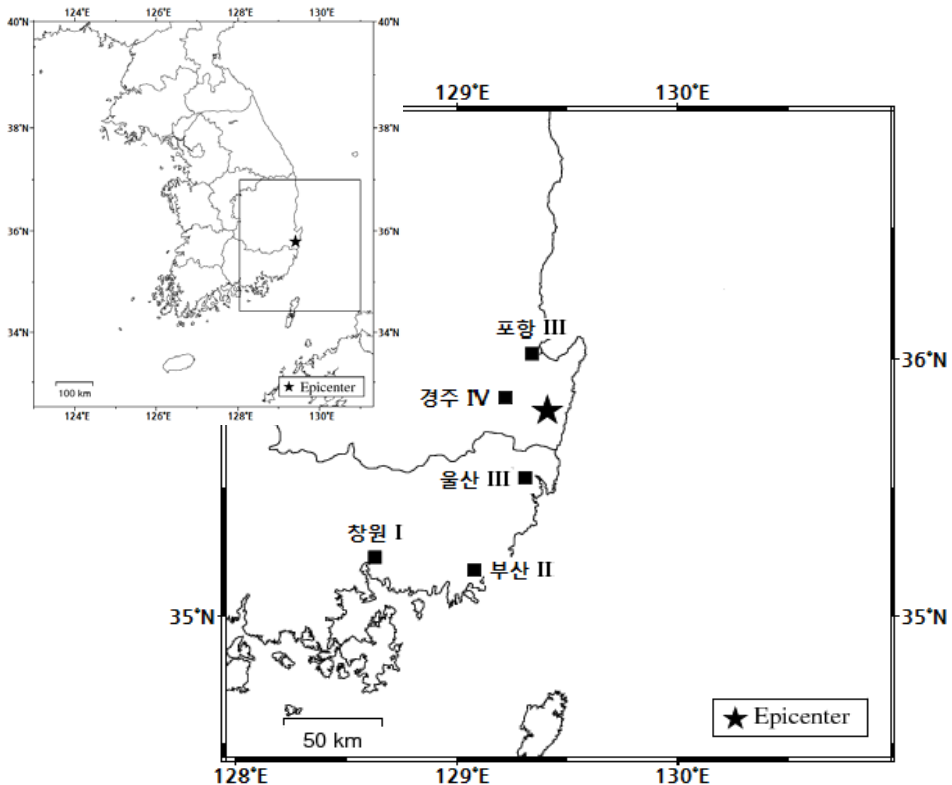 124°E 126°E 128°E 130°E
40°N 40°N
38°N 38°N
36°N 36°N
34°N 34°N
100 km
★ Epicenter
124°E 126°E 128°E 130°E
129°E 130°E
포항 III
36°N
경주 IV
울산 III
창원 I
부산 II
35°N 35°N
50 km
★ Epicenter
128°E 129°E 130°E